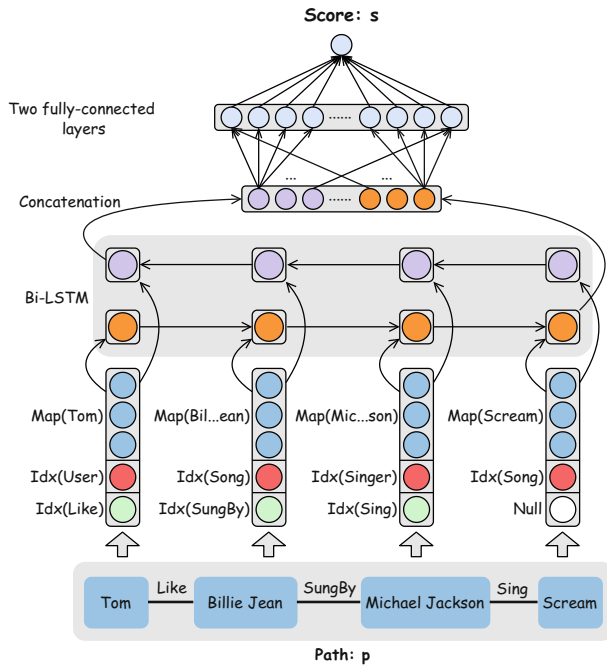 Score: s
Two fully-connected
layers
......
...
...
Concatenation
......
Bi-LSTM
Map(Tom)
Map(Bil...ean)
Map(Mic...son)
Map(Scream)
Idx(User)
Idx(Song)
Idx(Singer)
Idx(Song)
Idx(Like)
Idx(SungBy)
Idx(Sing)
Null
Tom
Like
Billie Jean
SungBy
Michael Jackson
Sing
Scream
Path: p